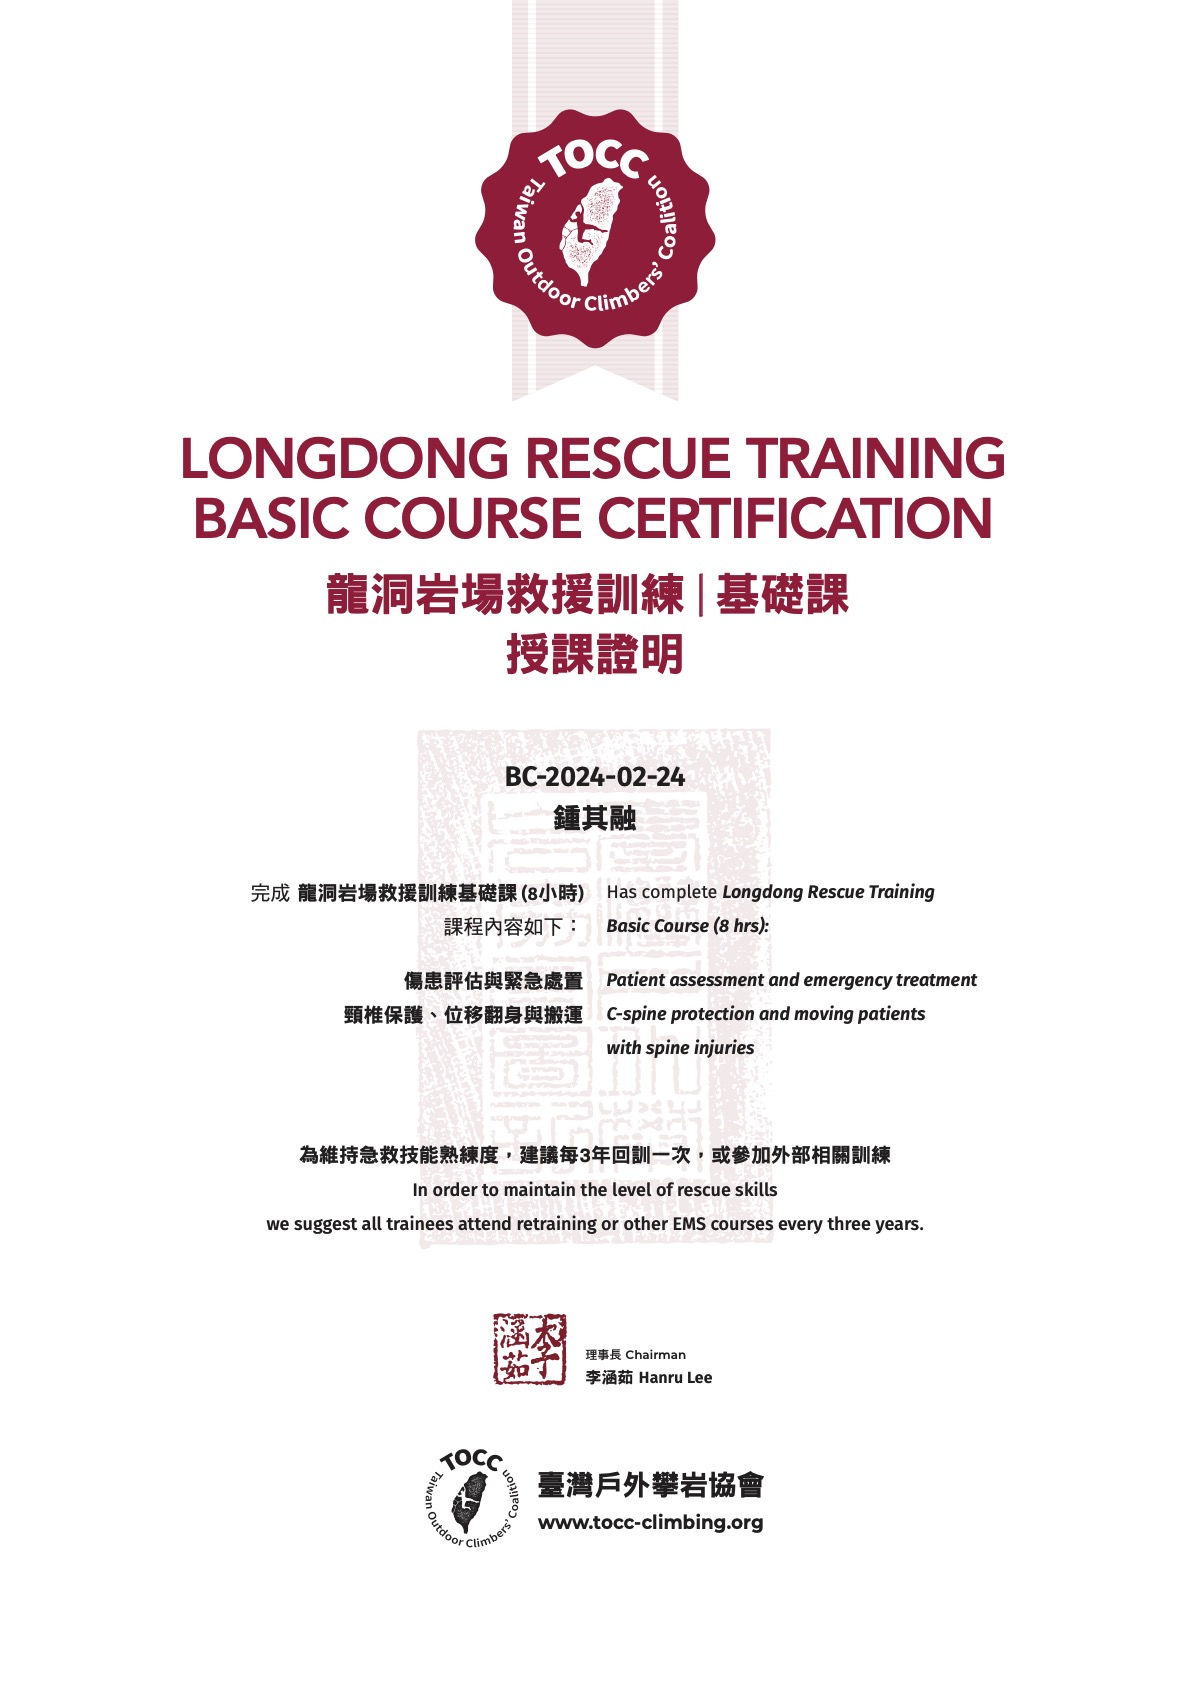 TOCC
Taiwan Outdoor Climbers' Coalition
LONGDONG RESCUE TRAINING
BASIC COURSE CERTIFICATION
龍洞岩場救援訓練|基礎課
授課證明
BC-2024-02-24
鍾其融
完成 龍洞岩場救援訓練基礎課 (8小時)
課程內容如下：
Has complete Longdong Rescue Training
Basic Course (8 hrs):
傷患評估與緊急處置
頸椎保護、位移翻身與搬運
Patient assessment and emergency treatment
C-spine protection and moving patients
with spine injuries
為維持急救技能熟練度，建議每3年回訓一次，或參加外部相關訓練
In order to maintain the level of rescue skills
we suggest all trainees attend retraining or other EMS courses every three years.
李涵茹
理事長 Chairman
李涵茹 Hanru Lee
TOCC
Taiwan Outdoor Climbers' Coalition
臺灣戶外攀岩協會
www.tocc-climbing.org